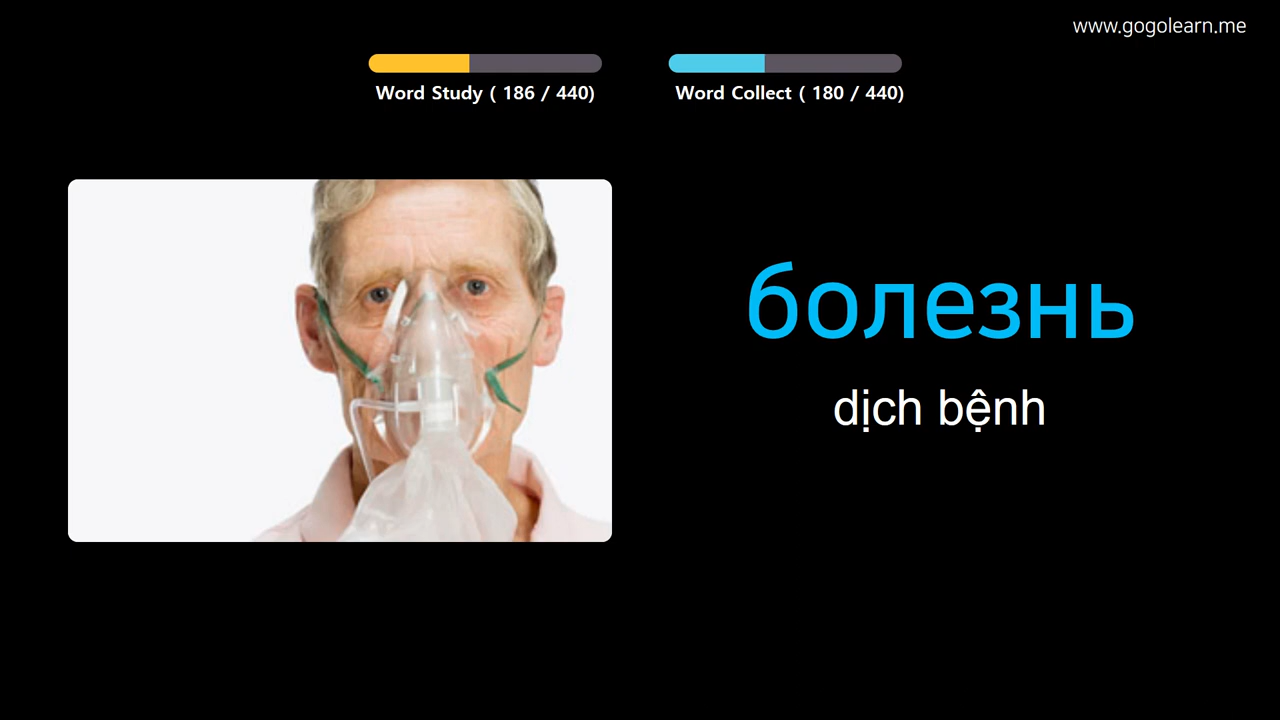 www.gogolearn.me
Word Study ( 186 / 440)
Word Collect ( 180 / 440)
болезнь
dịch bệnh